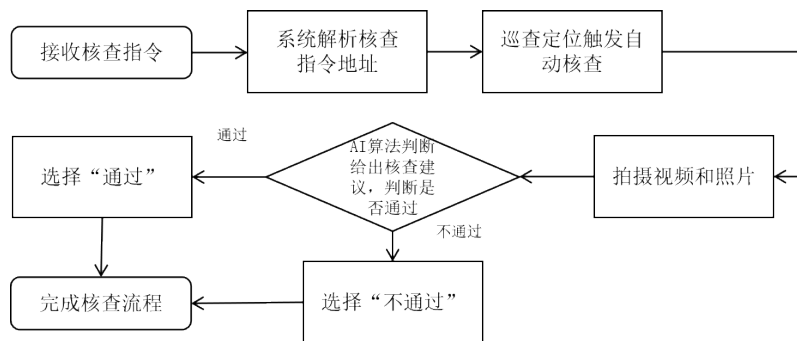 接收核查指令
系统解析核查
指令地址
巡查定位触发自
动核查
通过
AI算法判断
给出核查建
议，判断是
否通过
选择“通过”
拍摄视频和照片
不通过
完成核查流程
选择“不通过”